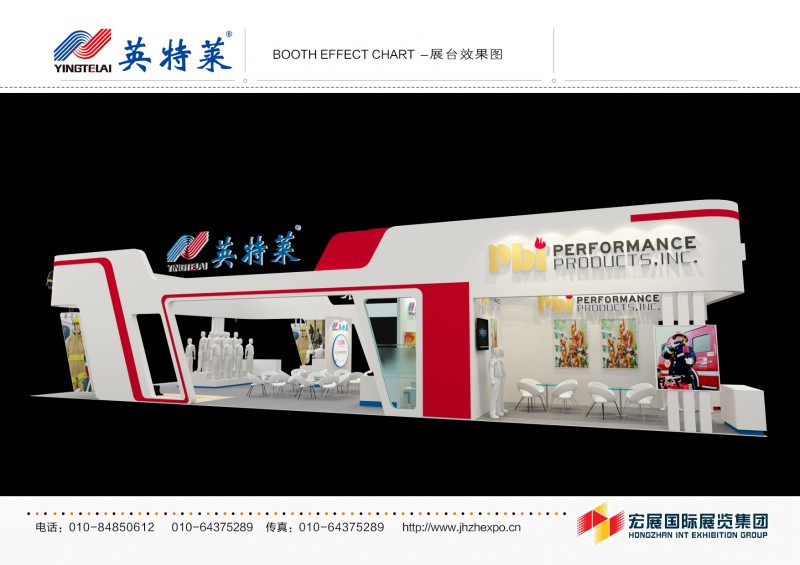 YINGTELAI 英特莱®
BOOTH EFFECT CHART –展台效果图
YINGTELAI 英特莱®
pbi PERFORMANCE
PRODUCTS, INC.
pbi PERFORMANCE
PRODUCTS, INC.
电话：010-84850612 010-64375289 传真：010-64375289 http://www.jhzhexpo.cn
宏展国际展览集团
HONGZHAN INT EXHIBITION GROUP